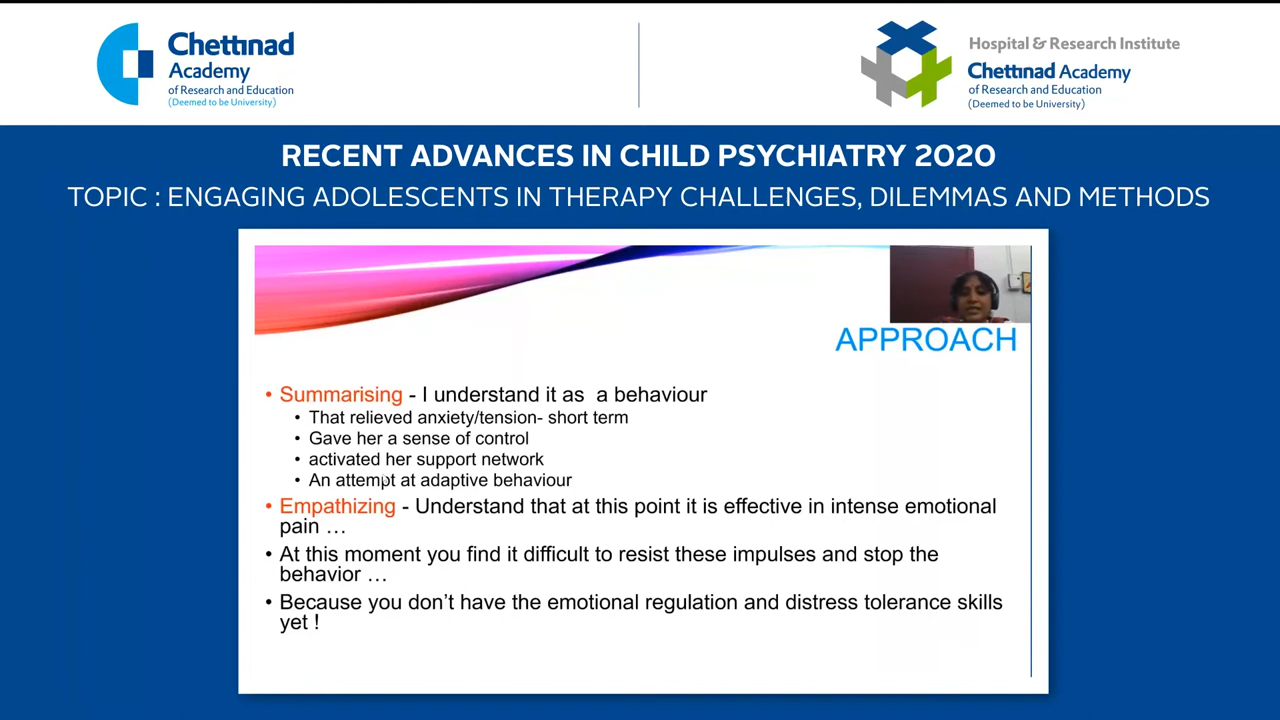 Chettinad
Academy
of Research and Education
(Deemed to be University)
Hospital & Research Institute
Chettinad Academy
of Research and Education
(Deemed to be University)
RECENT ADVANCES IN CHILD PSYCHIATRY 2020
TOPIC : ENGAGING ADOLESCENTS IN THERAPY CHALLENGES, DILEMMAS AND METHODS
APPROACH
• Summarising - I understand it as a behaviour
• That relieved anxiety/tension- short term
• Gave her a sense of control
• activated her support network
• An attempt at adaptive behaviour
• Empathizing - Understand that at this point it is effective in intense emotional
pain …
• At this moment you find it difficult to resist these impulses and stop the
behavior …
• Because you don't have the emotional regulation and distress tolerance skills
yet !